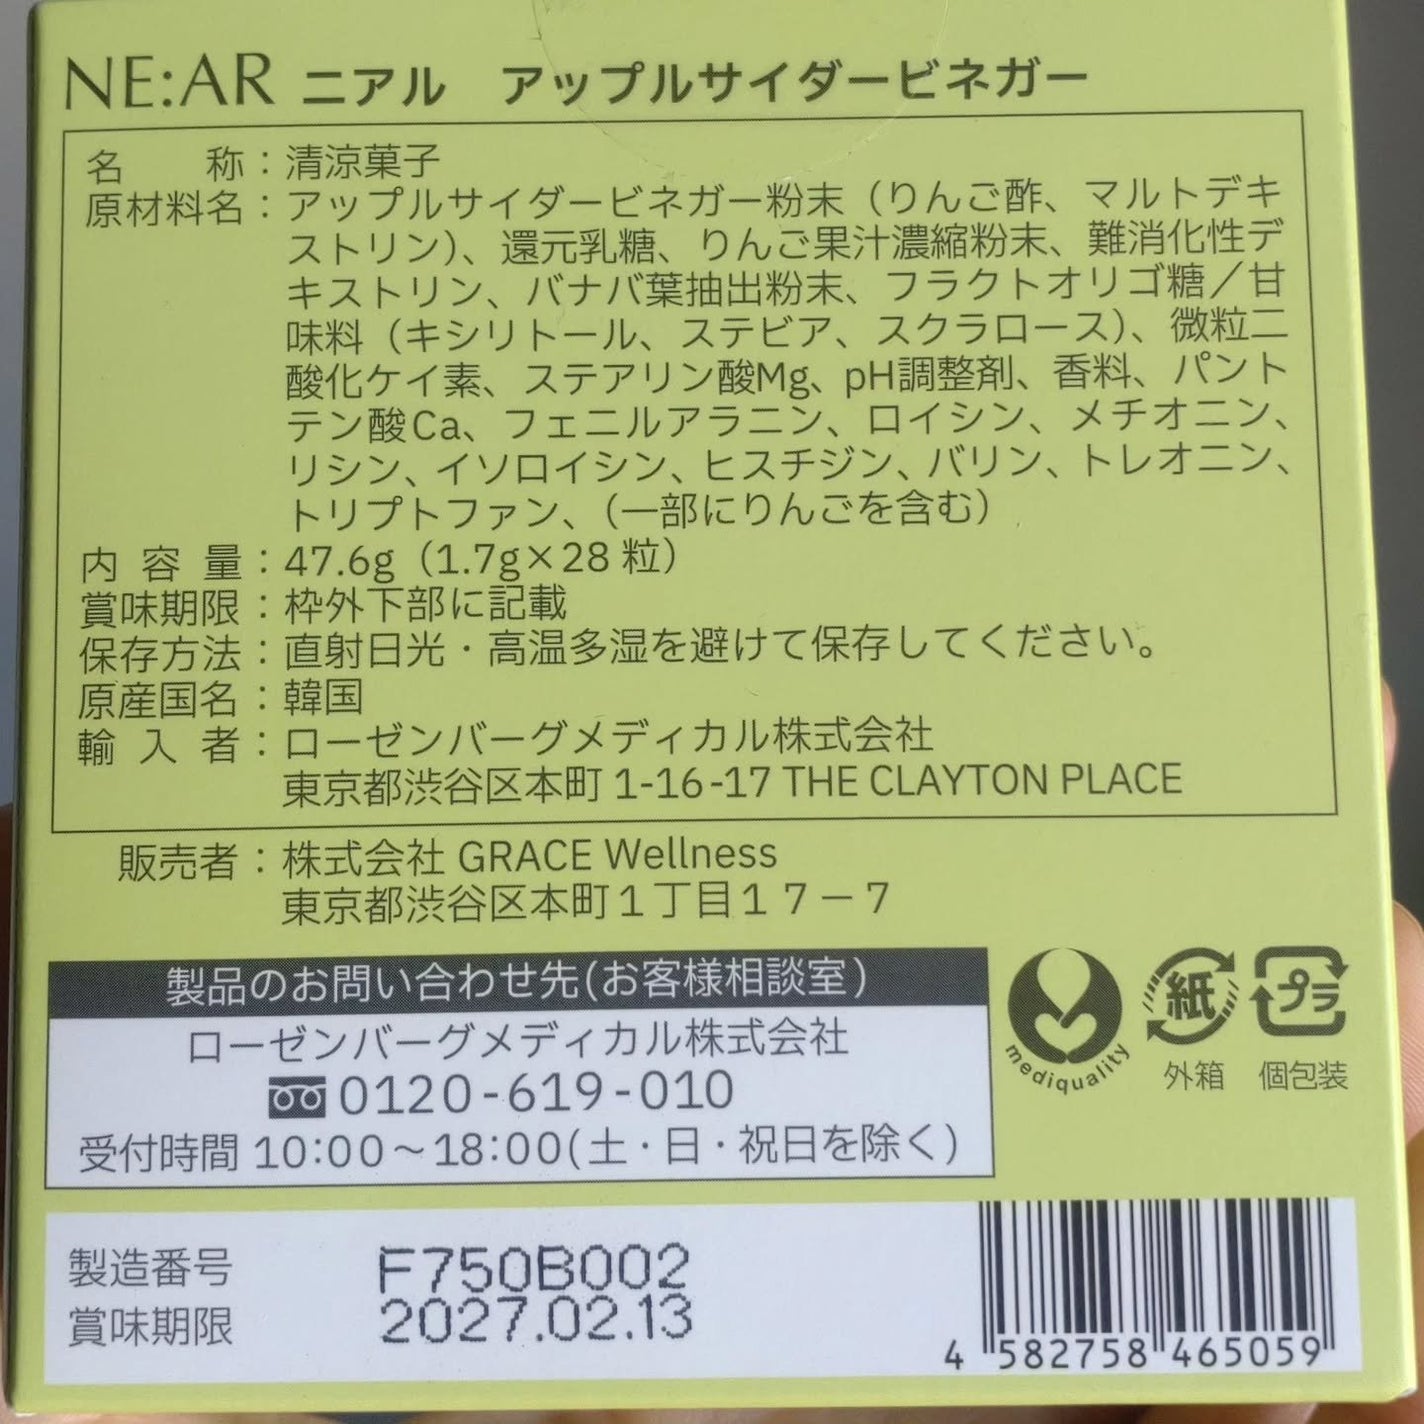 NE:AR ニアル アップルサイダービネガー
名 称：清涼菓子
原材料名：アップルサイダービネガー粉末（りんご酢、マルトデキ
ストリン）、還元乳糖、りんご果汁濃縮粉末、難消化性デ
キストリン、バナバ葉抽出粉末、フラクトオリゴ糖／甘
味料（キシリトール、ステビア、スクラロース）、微粒二
酸化ケイ素、ステアリン酸Mg、pH調整剤、香料、パント
テン酸Ca、フェニルアラニン、ロイシン、メチオニン、
リシン、イソロイシン、ヒスチジン、バリン、トレオニン、
トリプトファン、（一部にりんごを含む）
内容量：47.6g（1.7g×28 粒）
賞味期限：枠外下部に記載
保存方法：直射日光・高温多湿を避けて保存してください。
原産国名：韓国
輸入者：ローゼンバーグメディカル株式会社
東京都渋谷区本町 1-16-17 THE CLAYTON PLACE
販売者：株式会社 GRACE Wellness
東京都渋谷区本町１丁目１７－７
製品のお問い合わせ先(お客様相談室)
ローゼンバーグメディカル株式会社
0120-619-010
受付時間 10:00～18:00(土・日・祝日を除く)
mediquality
紙
外箱
プラ
個包装
製造番号 F750B002
賞味期限 2027.02.13
4 582758 465059